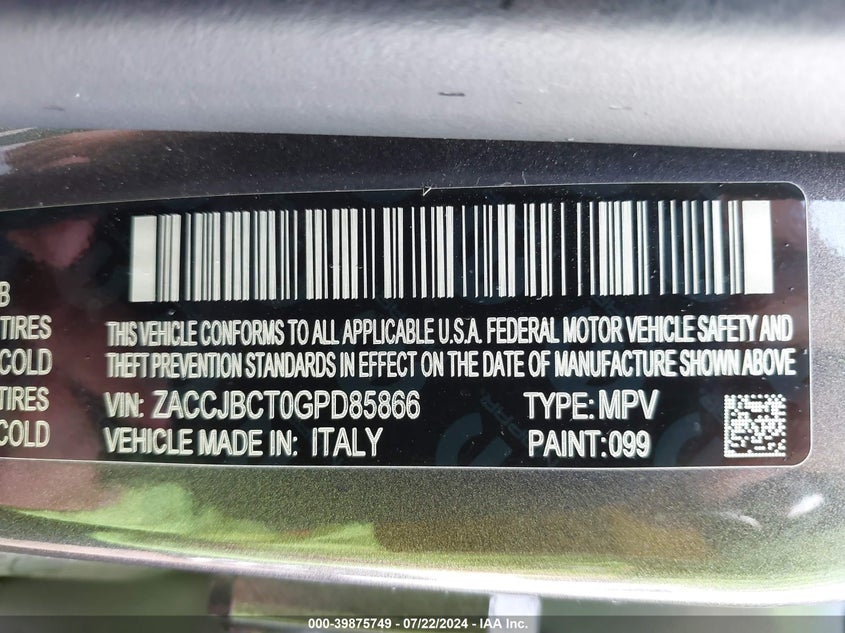 B
TIRES
COLD
TIRES
COLD
THIS VEHICLE CONFORMS TO ALL APPLICABLE U.S.A. FEDERAL MOTOR VEHICLE SAFETY AND
THEFT PREVENTION STANDARDS IN EFFECT ON THE DATE OF MANUFACTURE SHOWN ABOVE
VIN: ZACCJBCT0GPD85866 TYPE: MPV
VEHICLE MADE IN: ITALY PAINT: 099
000-39875749 - 07/22/2024 - IAA Inc.